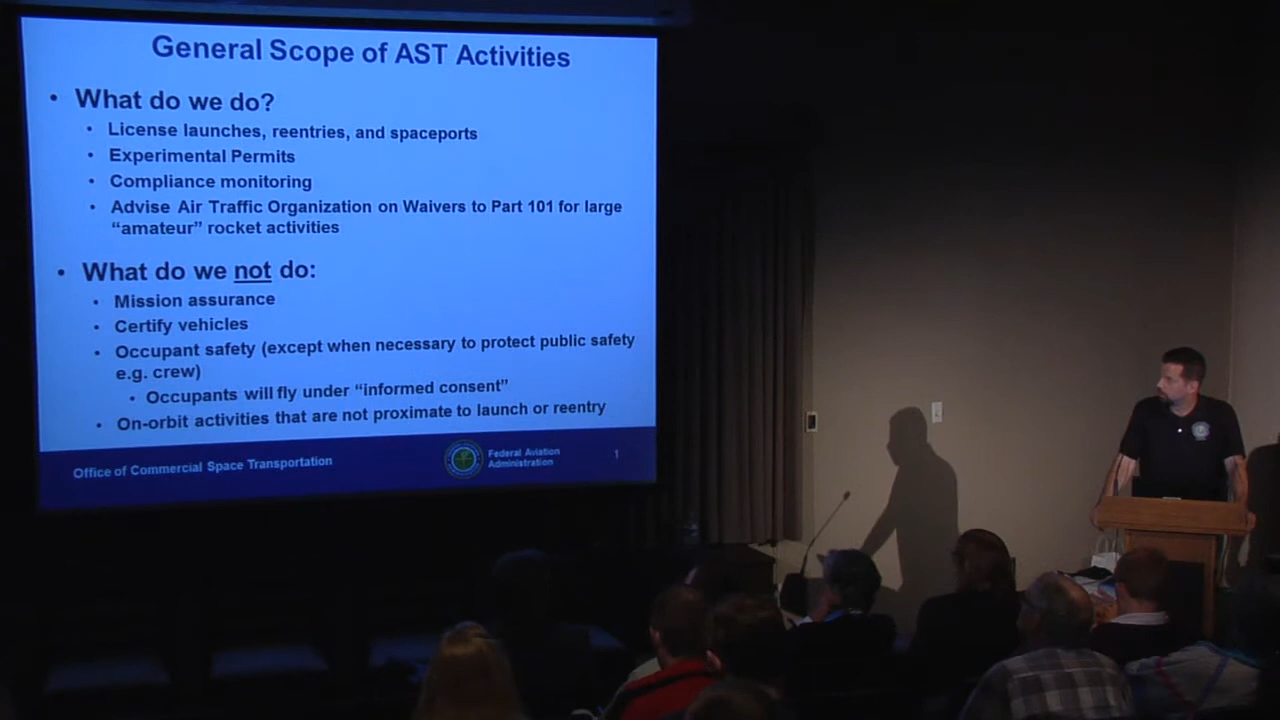 General Scope of AST Activities
• What do we do?
• License launches, reentries, and spaceports
• Experimental Permits
• Compliance monitoring
• Advise Air Traffic Organization on Waivers to Part 101 for large
“amateur” rocket activities
• What do we not do:
• Mission assurance
• Certify vehicles
• Occupant safety (except when necessary to protect public safety
e.g. crew)
• Occupants will fly under “informed consent”
• On-orbit activities that are not proximate to launch or reentry
Office of Commercial Space Transportation
Federal Aviation
Administration
1